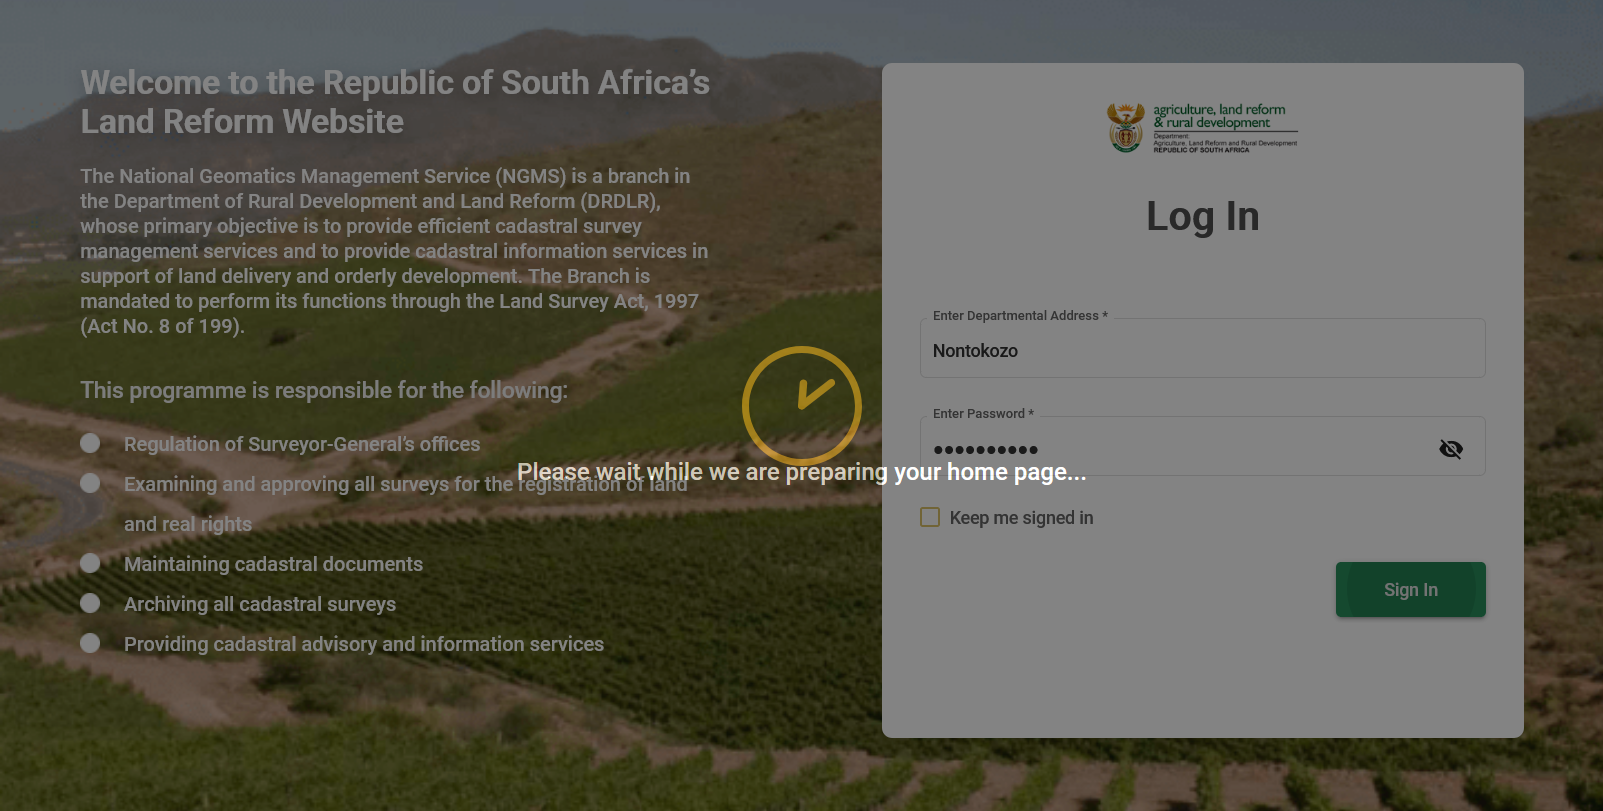 Welcome to the Republic of South Africa’s
Land Reform Website
The National Geomatics Management Service (NGMS) is a branch in
the Department of Rural Development and Land Reform (DRDLR),
whose primary objective is to provide efficient cadastral survey
management services and to provide cadastral information services in
support of land delivery and orderly development. The Branch is
mandated to perform its functions through the Land Survey Act, 1997
(Act No. 8 of 199).
This programme is responsible for the following:
Regulation of Surveyor-General’s offices
Examining and approving all surveys for the registration of land
and real rights
Maintaining cadastral documents
Archiving all cadastral surveys
Providing cadastral advisory and information services
Please wait while we are preparing your home page...
agriculture, land reform
& rural development
Department:
Agriculture, Land Reform and Rural Development
REPUBLIC OF SOUTH AFRICA
Log In
Enter Departmental Address *
Nontokozo
Enter Password *
••••••••••
Keep me signed in
Sign In